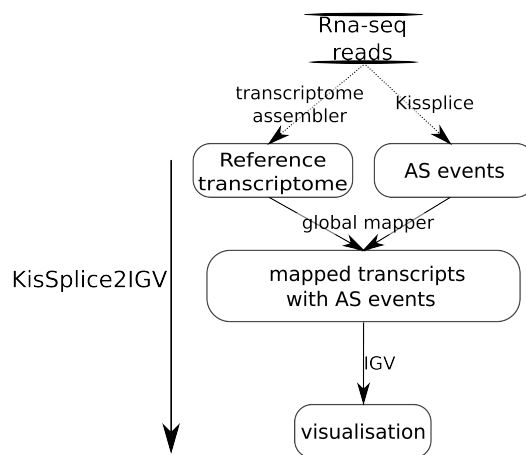 Rna-seq
reads
transcriptome
assembler
Kissplice
Reference
transcriptome
AS events
global mapper
KisSplice2IGV
mapped transcripts
with AS events
IGV
visualisation